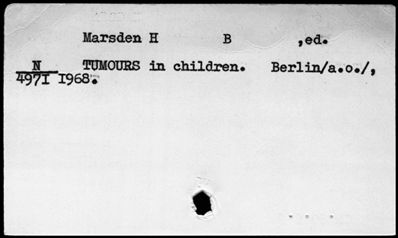 Marsden H B ,ed.
N TUMOURS in children. Berlin/a.o./,
4971 1968.